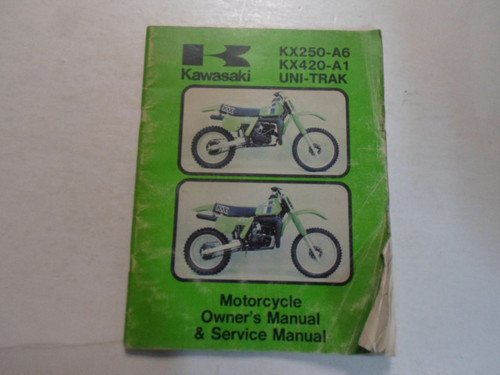 KX250-A6
KX420-A1
UNI-TRAK
Kawasaki
Motorcycle
Owner's Manual
& Service Manual